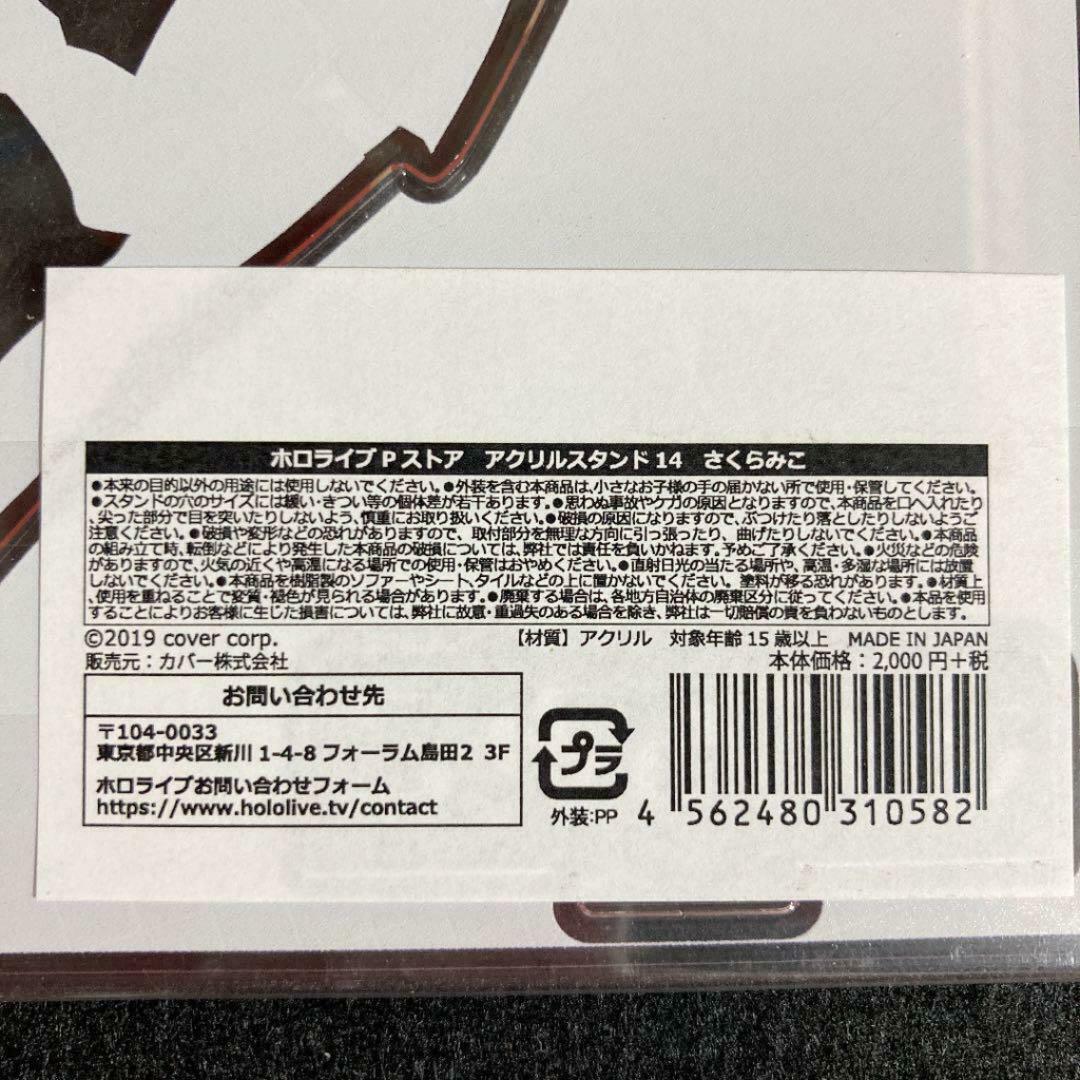 ホロライブPストア アクリルスタンド14 さくらみこ
●本来の目的以外の用途には使用しないでください。●外装を含む本商品は、小さなお子様の手の届かない所で使用・保管してください。
●スタンドの穴のサイズには緩い・きつい等の個体差が若干あります。●思わぬ事故やケガの原因となりますので、本商品を口へ入れたり
、尖った部分で目を突いたりしないよう、慎重にお取り扱いください。●破損の原因になりますので、ぶつけたり落としたりしないようご
注意ください。●破損や変形などの恐れがありますので、取付部分を無理な方向に引っ張ったり、曲げたりしないでください。●本商品
の組み立て時、転倒などにより発生した本商品の破損については、弊社では責任を負いかねます。予めご了承ください。●火災などの危険
がありますので、火気の近くや高温になる場所での使用・保管はおやめください。●直射日光の当たる場所や、高温・多湿な場所には放置
しないでください。●本商品を樹脂製のソファーやシート、タイルなどの上に置かないでください。塗料が移る恐れがあります。●材質上
、使用を重ねることで変質・褪色が見られる場合があります。●廃棄する場合は、各地方自治体の廃棄区分に従ってください。●本品を使用
することによりお客様に生じた損害については、弊社に故意・重過失のある場合を除き、弊社は一切賠償の責を負わないものとします。
©2019 cover corp. 【材質】アクリル 対象年齢15歳以上 MADE IN JAPAN
販売元：カバー株式会社 本体価格：2,000円+税
お問い合わせ先
〒104-0033
東京都中央区新川1-4-8フォーラム島田2 3F
ホロライブお問い合わせフォーム
https://www.hololive.tv/contact
プラ
外装:PP
4 562480 310582